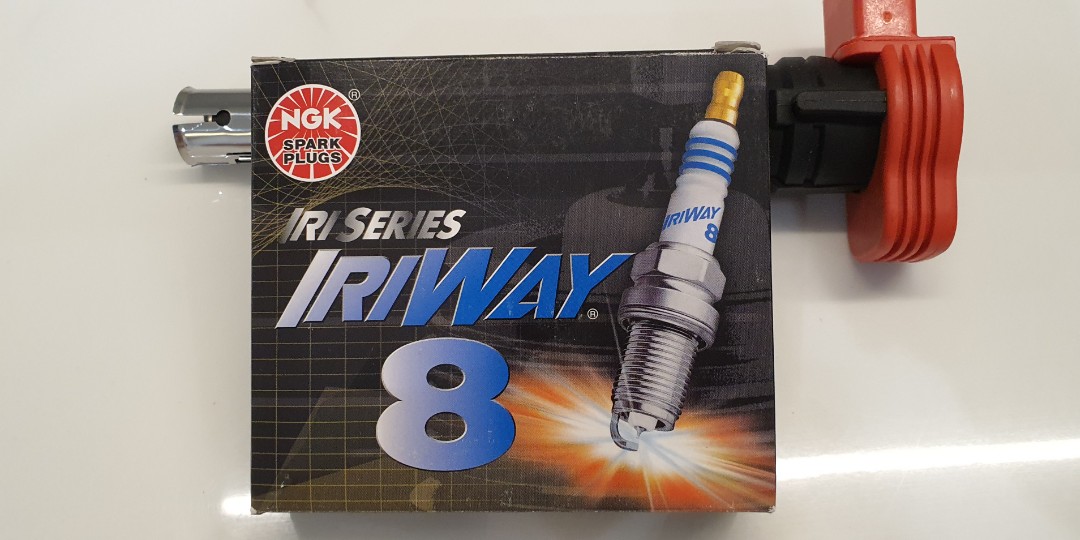 NGK
®
SPARK
PLUGS
IRI SERIES
IRIWAY®
8
IRIWAY
8